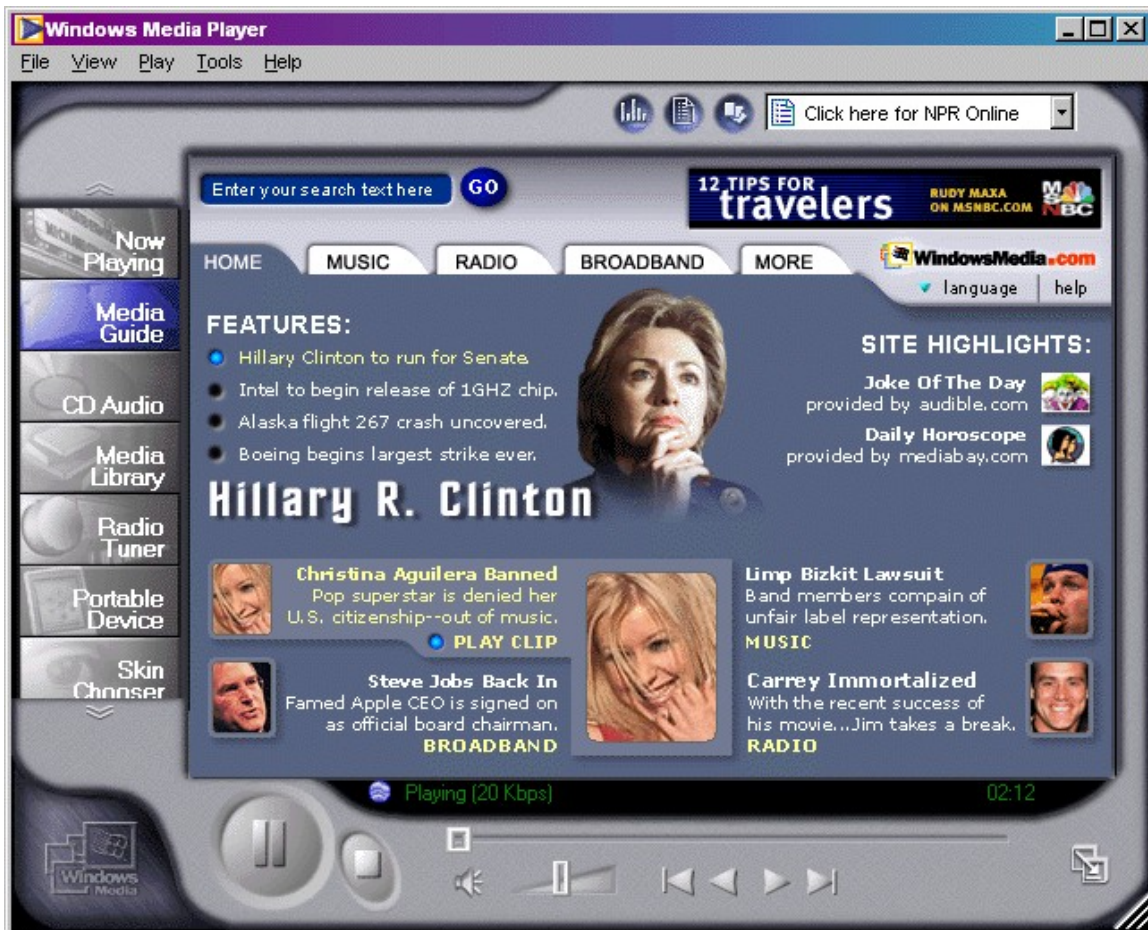 Windows Media Player
File View Play Tools Help
Click here for NPR Online
Enter your search text here GO
12 TIPS FOR travelers
RUDY MAXA ON MSNBC.COM
MSNBC
Now Playing
Media Guide
CD Audio
Media Library
Radio Tuner
Portable Device
Skin Chooser
HOME MUSIC RADIO BROADBAND MORE
WindowsMedia.com
language help
FEATURES:
Hillary Clinton to run for Senate.
Intel to begin release of 1GHZ chip.
Alaska flight 267 crash uncovered.
Boeing begins largest strike ever.
Hillary R. Clinton
SITE HIGHLIGHTS:
Joke Of The Day
provided by audible.com
Daily Horoscope
provided by mediabay.com
Christina Aguilera Banned
Pop superstar is denied her
U.S. citizenship--out of music.
PLAY CLIP
Steve Jobs Back In
Famed Apple CEO is signed on
as official board chairman.
BROADBAND
Limp Bizkit Lawsuit
Band members compain of
unfair label representation.
MUSIC
Carrey Immortalized
With the recent success of
his movie...Jim takes a break.
RADIO
Playing (20 Kbps) 02:12
Windows Media